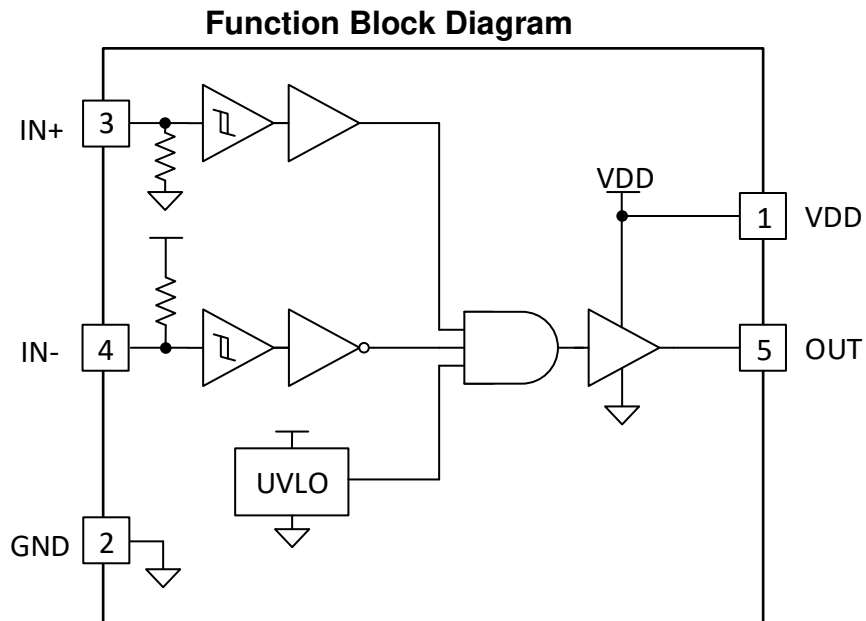 Function Block Diagram
IN+
3
VDD
1
VDD
IN-
4
5
OUT
UVLO
GND
2